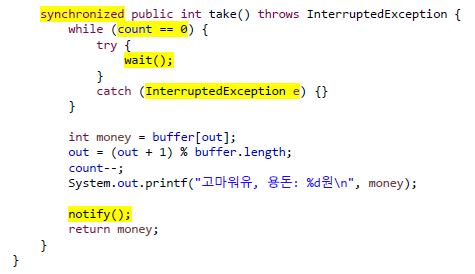 synchronized public int take() throws InterruptedException {
while (count == 0) {
try {
wait();
}
catch (InterruptedException e) {}
}
int money = buffer[out];
out = (out + 1) % buffer.length;
count--;
System.out.printf("고마워유, 용돈: %d원\n", money);
notify();
return money;
}
}